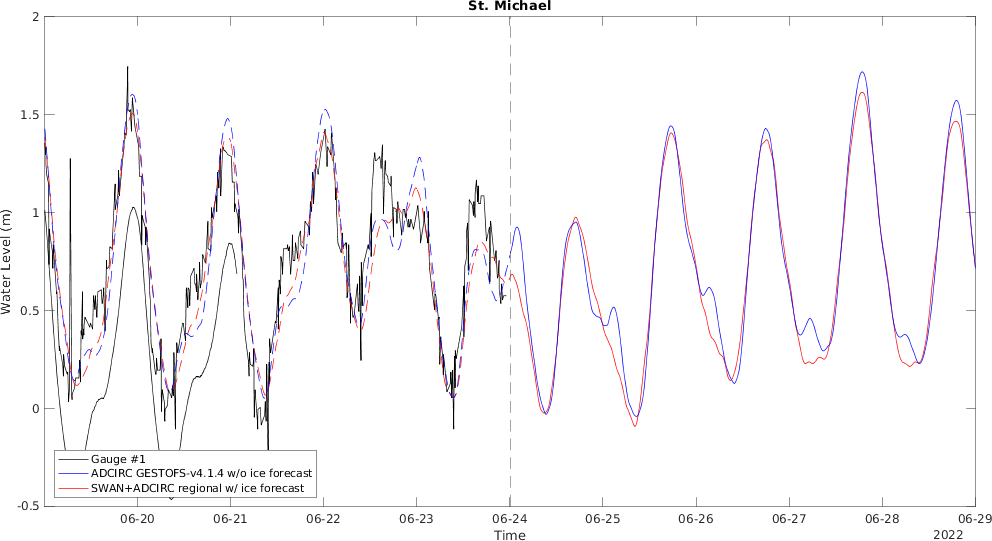 St. Michael
2
1.5
1
0.5
0
-0.5
Water Level (m)
Gauge #1
ADCIRC GESTOFS-v4.1.4 w/o ice forecast
SWAN+ADCIRC regional w/ ice forecast
06-20 06-21 06-22 06-23 06-24 06-25 06-26 06-27 06-28 06-29
Time
2022